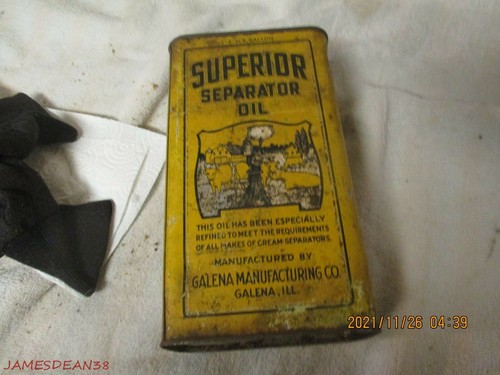 GALLON
SUPERIOR
SEPARATOR
OIL
THIS OIL HAS BEEN ESPECIALLY
REFINED TO MEET THE REQUIREMENTS
OF ALL MAKES OF CREAM SEPARATORS.
MANUFACTURED BY
GALENA MANUFACTURING CO.
GALENA, ILL.
2021/11/26 04:39
JAMESDEAN38